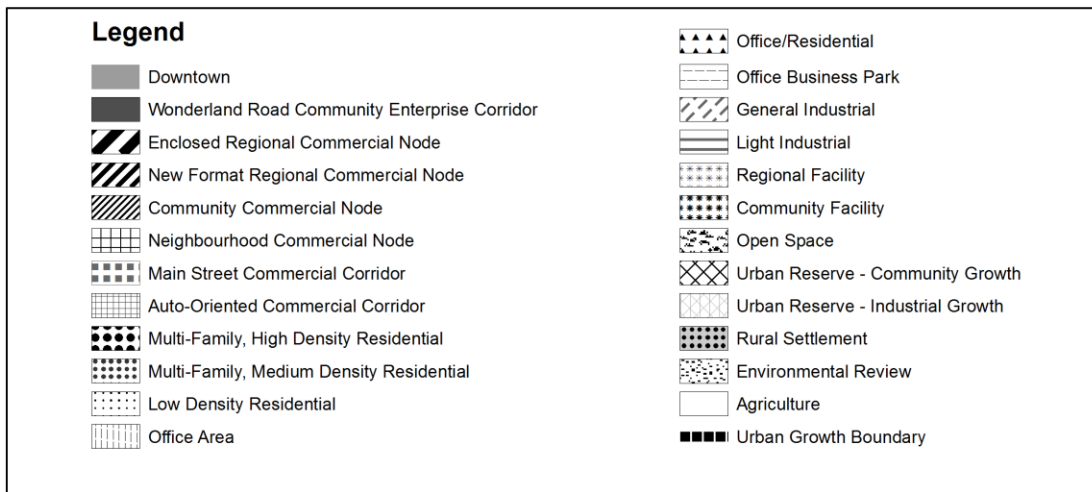 Legend
Downtown
Wonderland Road Community Enterprise Corridor
Enclosed Regional Commercial Node
New Format Regional Commercial Node
Community Commercial Node
Neighbourhood Commercial Node
Main Street Commercial Corridor
Auto-Oriented Commercial Corridor
Multi-Family, High Density Residential
Multi-Family, Medium Density Residential
Low Density Residential
Office Area
Office/Residential
Office Business Park
General Industrial
Light Industrial
Regional Facility
Community Facility
Open Space
Urban Reserve - Community Growth
Urban Reserve - Industrial Growth
Rural Settlement
Environmental Review
Agriculture
Urban Growth Boundary